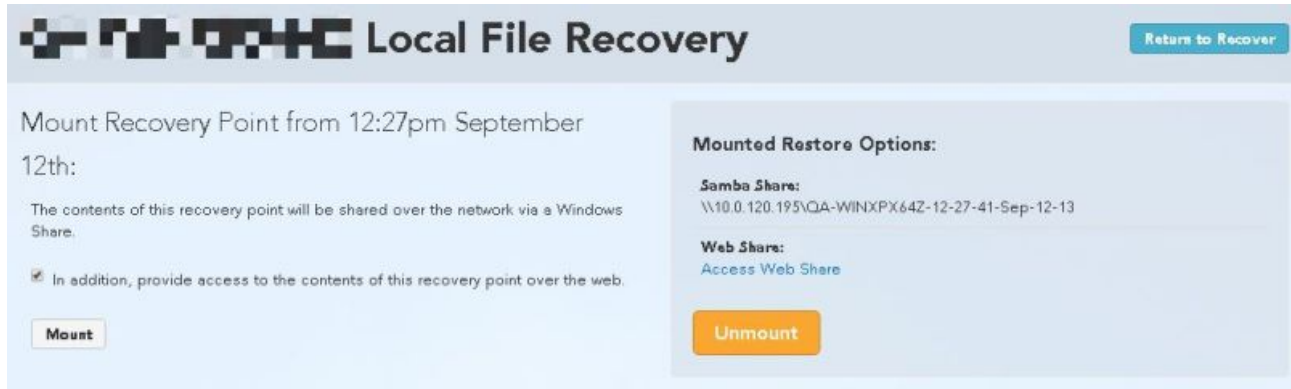 Local File Recovery
Return to Recover
Mount Recovery Point from 12:27pm September
12th:
The contents of this recovery point will be shared over the network via a Windows
Share.
In addition, provide access to the contents of this recovery point over the web.
Mount
Mounted Restore Options:
Samba Share:
\\10.0.120.195\QA-WINXPX64Z-12-27-41-Sep-12-13
Web Share:
Access Web Share
Unmount